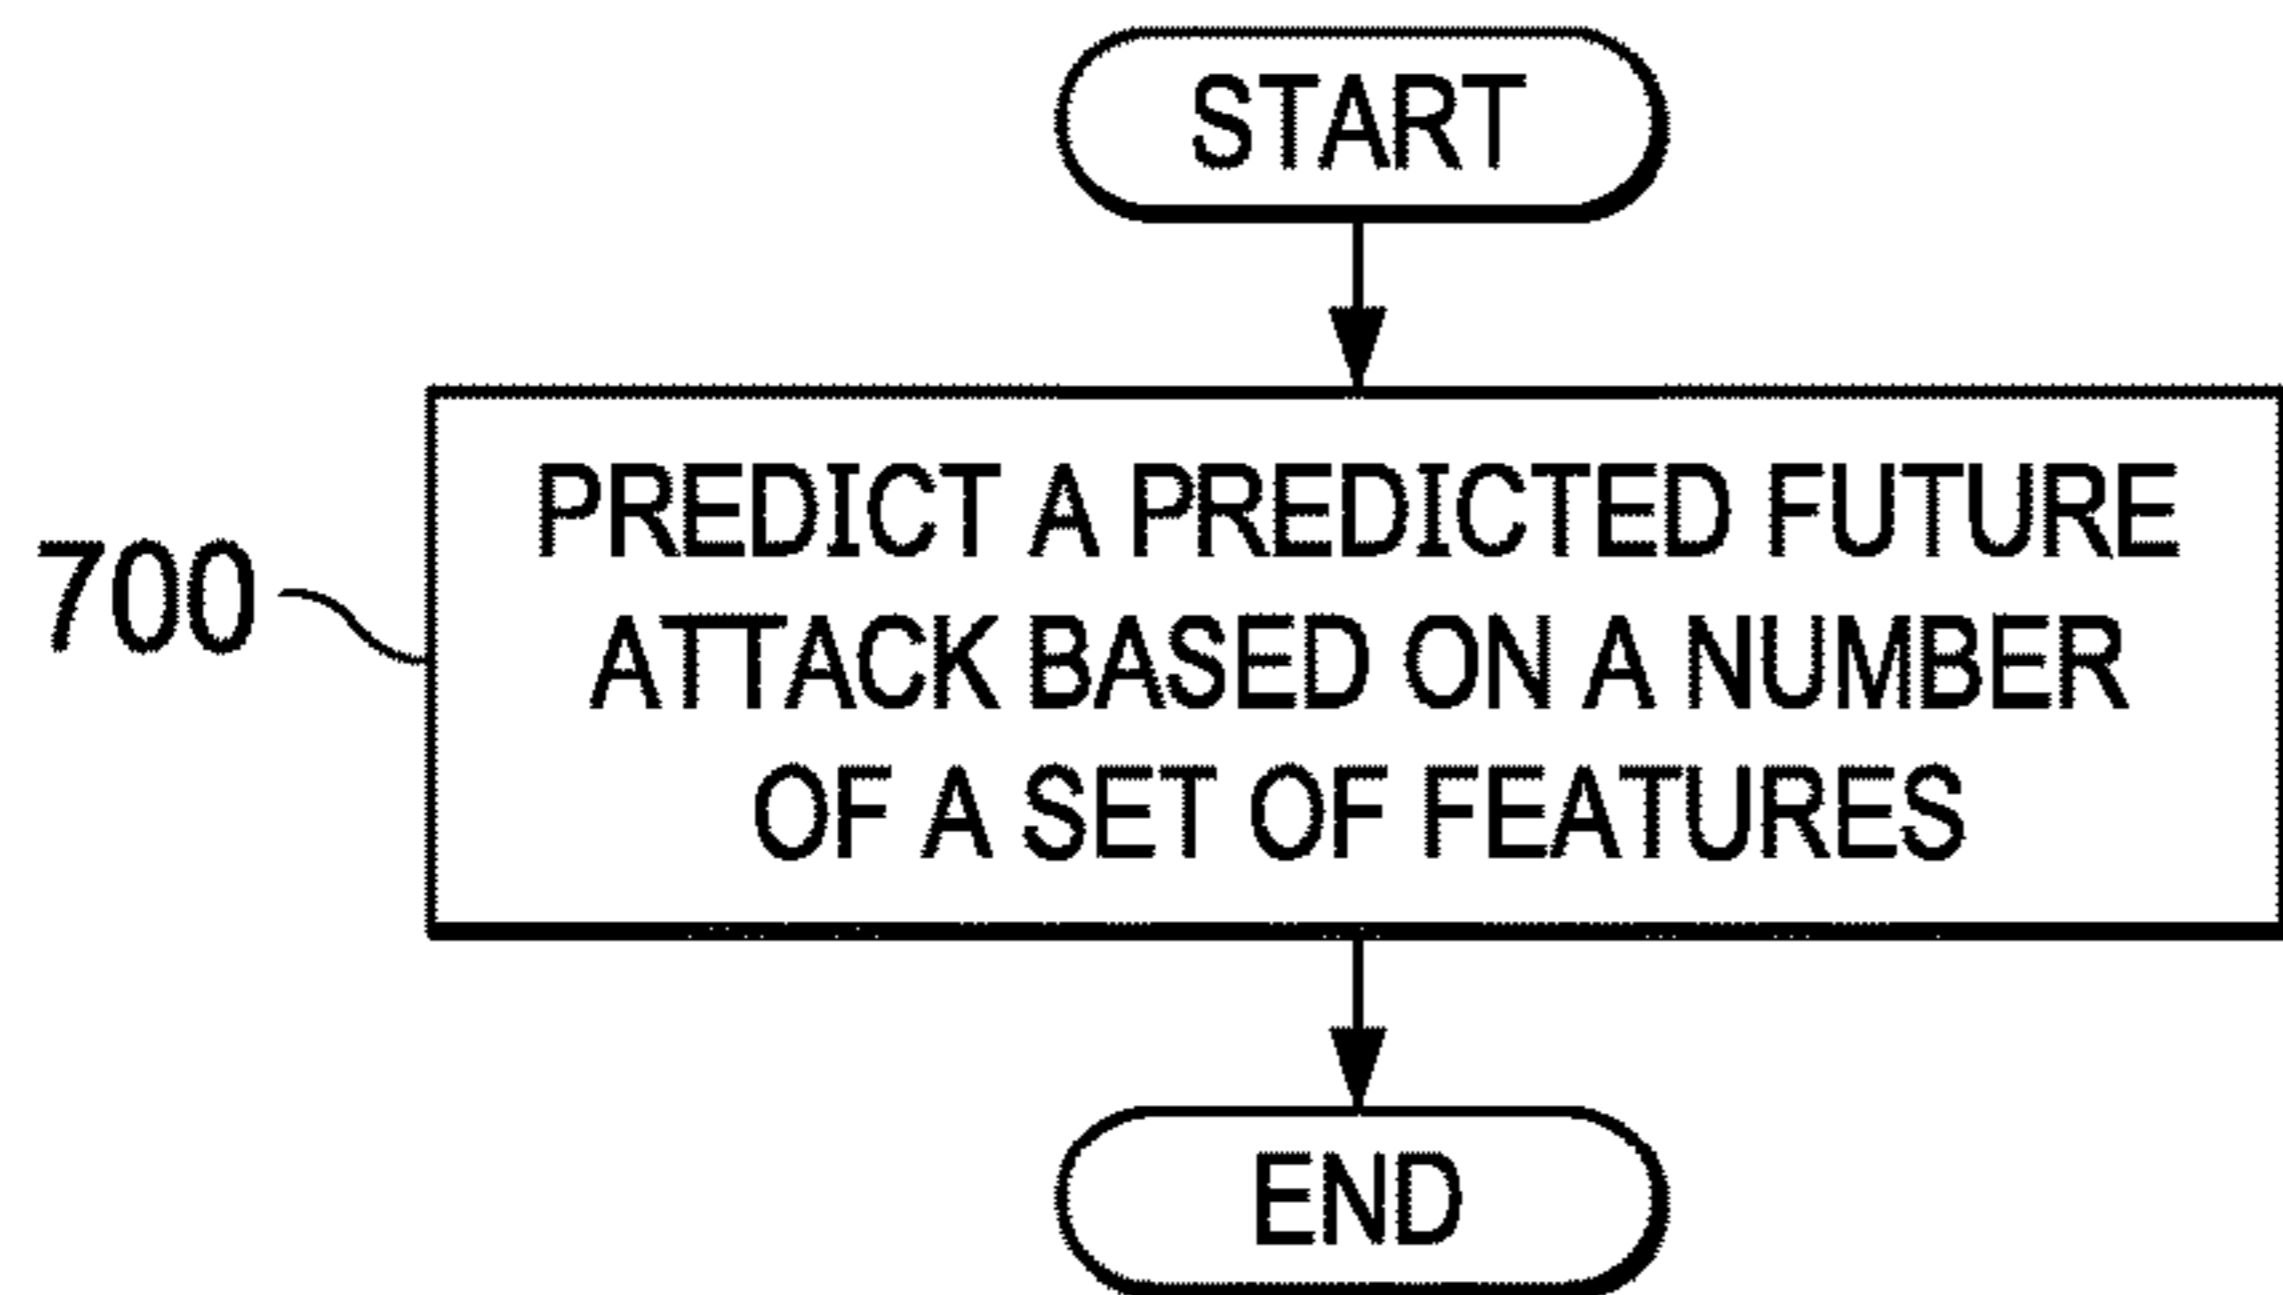 START
PREDICT A PREDICTED FUTURE
700
ATTACK BASED ON A NUMBER
OF A SET OF FEATURES
END